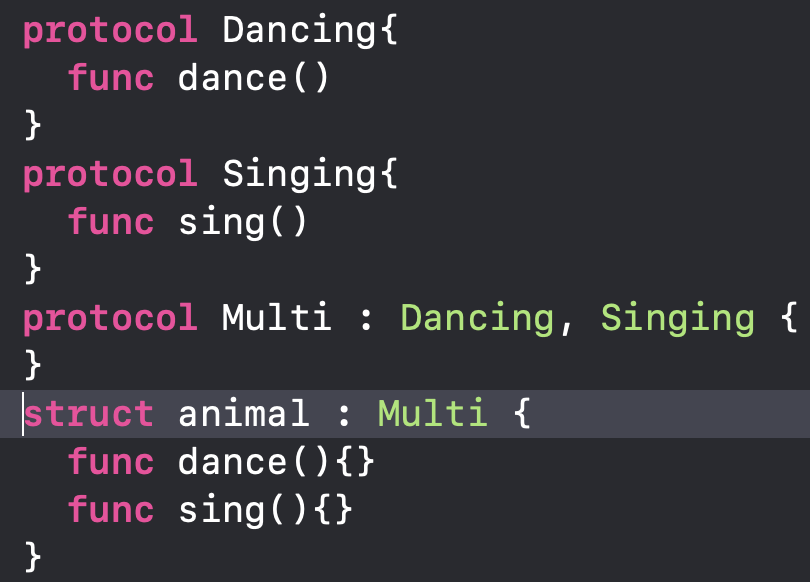 protocol Dancing{
  func dance()
}
protocol Singing{
  func sing()
}
protocol Multi : Dancing, Singing {
}
struct animal : Multi {
  func dance(){}
  func sing(){}
}